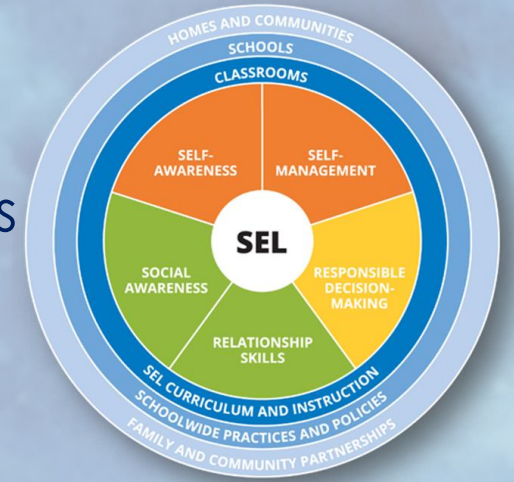 HOMES AND COMMUNITIES
SCHOOLS
CLASSROOMS
SELF-
AWARENESS
SELF-
MANAGEMENT
S
SEL
SOCIAL
AWARENESS
RESPONSIBLE
DECISION-
MAKING
RELATIONSHIP
SKILLS
SEL CURRICULUM AND INSTRUCTION
SCHOOLWIDE PRACTICES AND POLICIES
FAMILY AND COMMUNITY PARTNERSHIPS